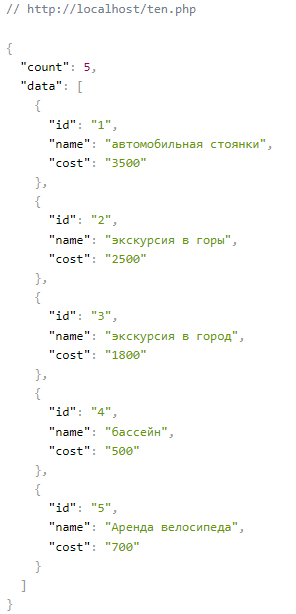 // http://localhost/ten.php
{
"count": 5,
"data": [
{
"id": "1",
"name": "автомобильная стоянки",
"cost": "3500"
},
{
"id": "2",
"name": "экскурсия в горы",
"cost": "2500"
},
{
"id": "3",
"name": "экскурсия в город",
"cost": "1800"
},
{
"id": "4",
"name": "бассейн",
"cost": "500"
},
{
"id": "5",
"name": "Аренда велосипеда",
"cost": "700"
}
]
}